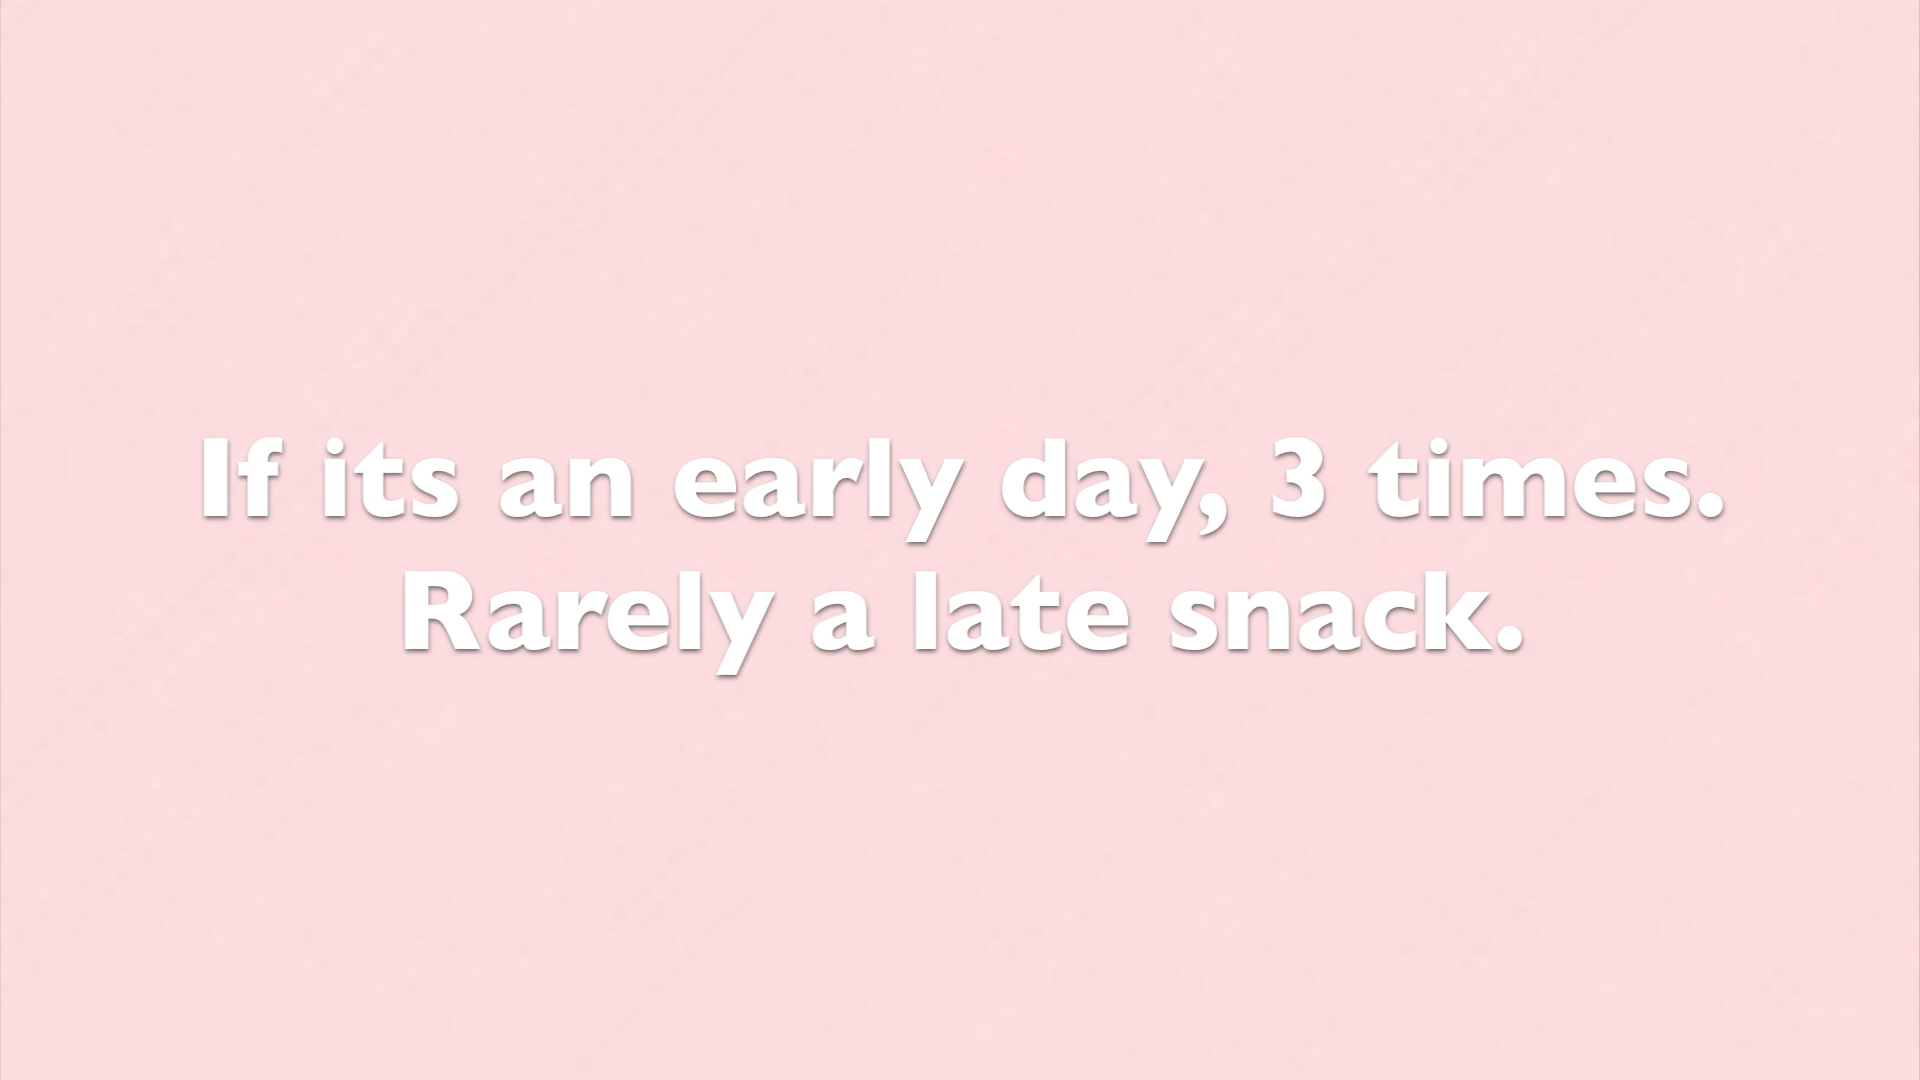 If its an early day, 3 times.
Rarely a late snack.